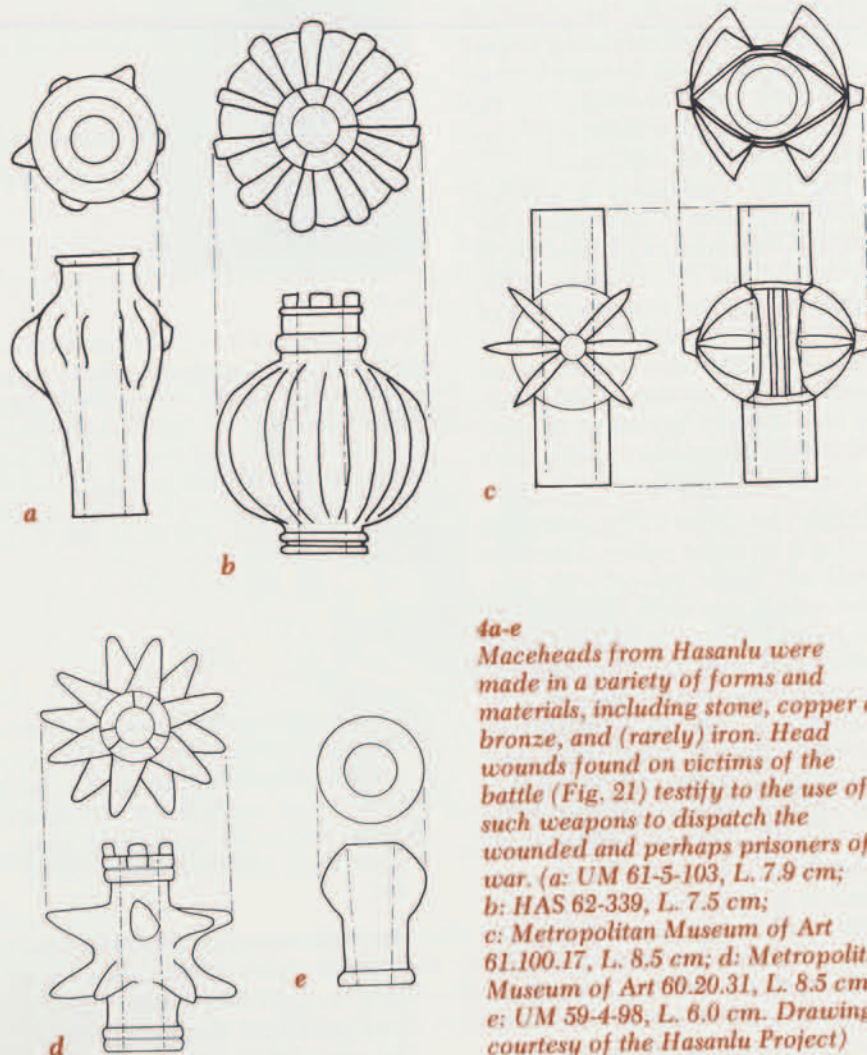 a
b
c
d
e
4a-e
Maceheads from Hasanlu were
made in a variety of forms and
materials, including stone, copper
bronze, and (rarely) iron. Head
wounds found on victims of the
battle (Fig. 21) testify to the use of
such weapons to dispatch the
wounded and perhaps prisoners of
war. (a: UM 61-5-103, L. 7.9 cm;
b: HAS 62-339, L. 7.5 cm;
c: Metropolitan Museum of Art
61.100.17, L. 8.5 cm; d: Metropolit
Museum of Art 60.20.31, L. 8.5 cm
e: UM 59-4-98, L. 6.0 cm. Drawing
courtesy of the Hasanlu Project)